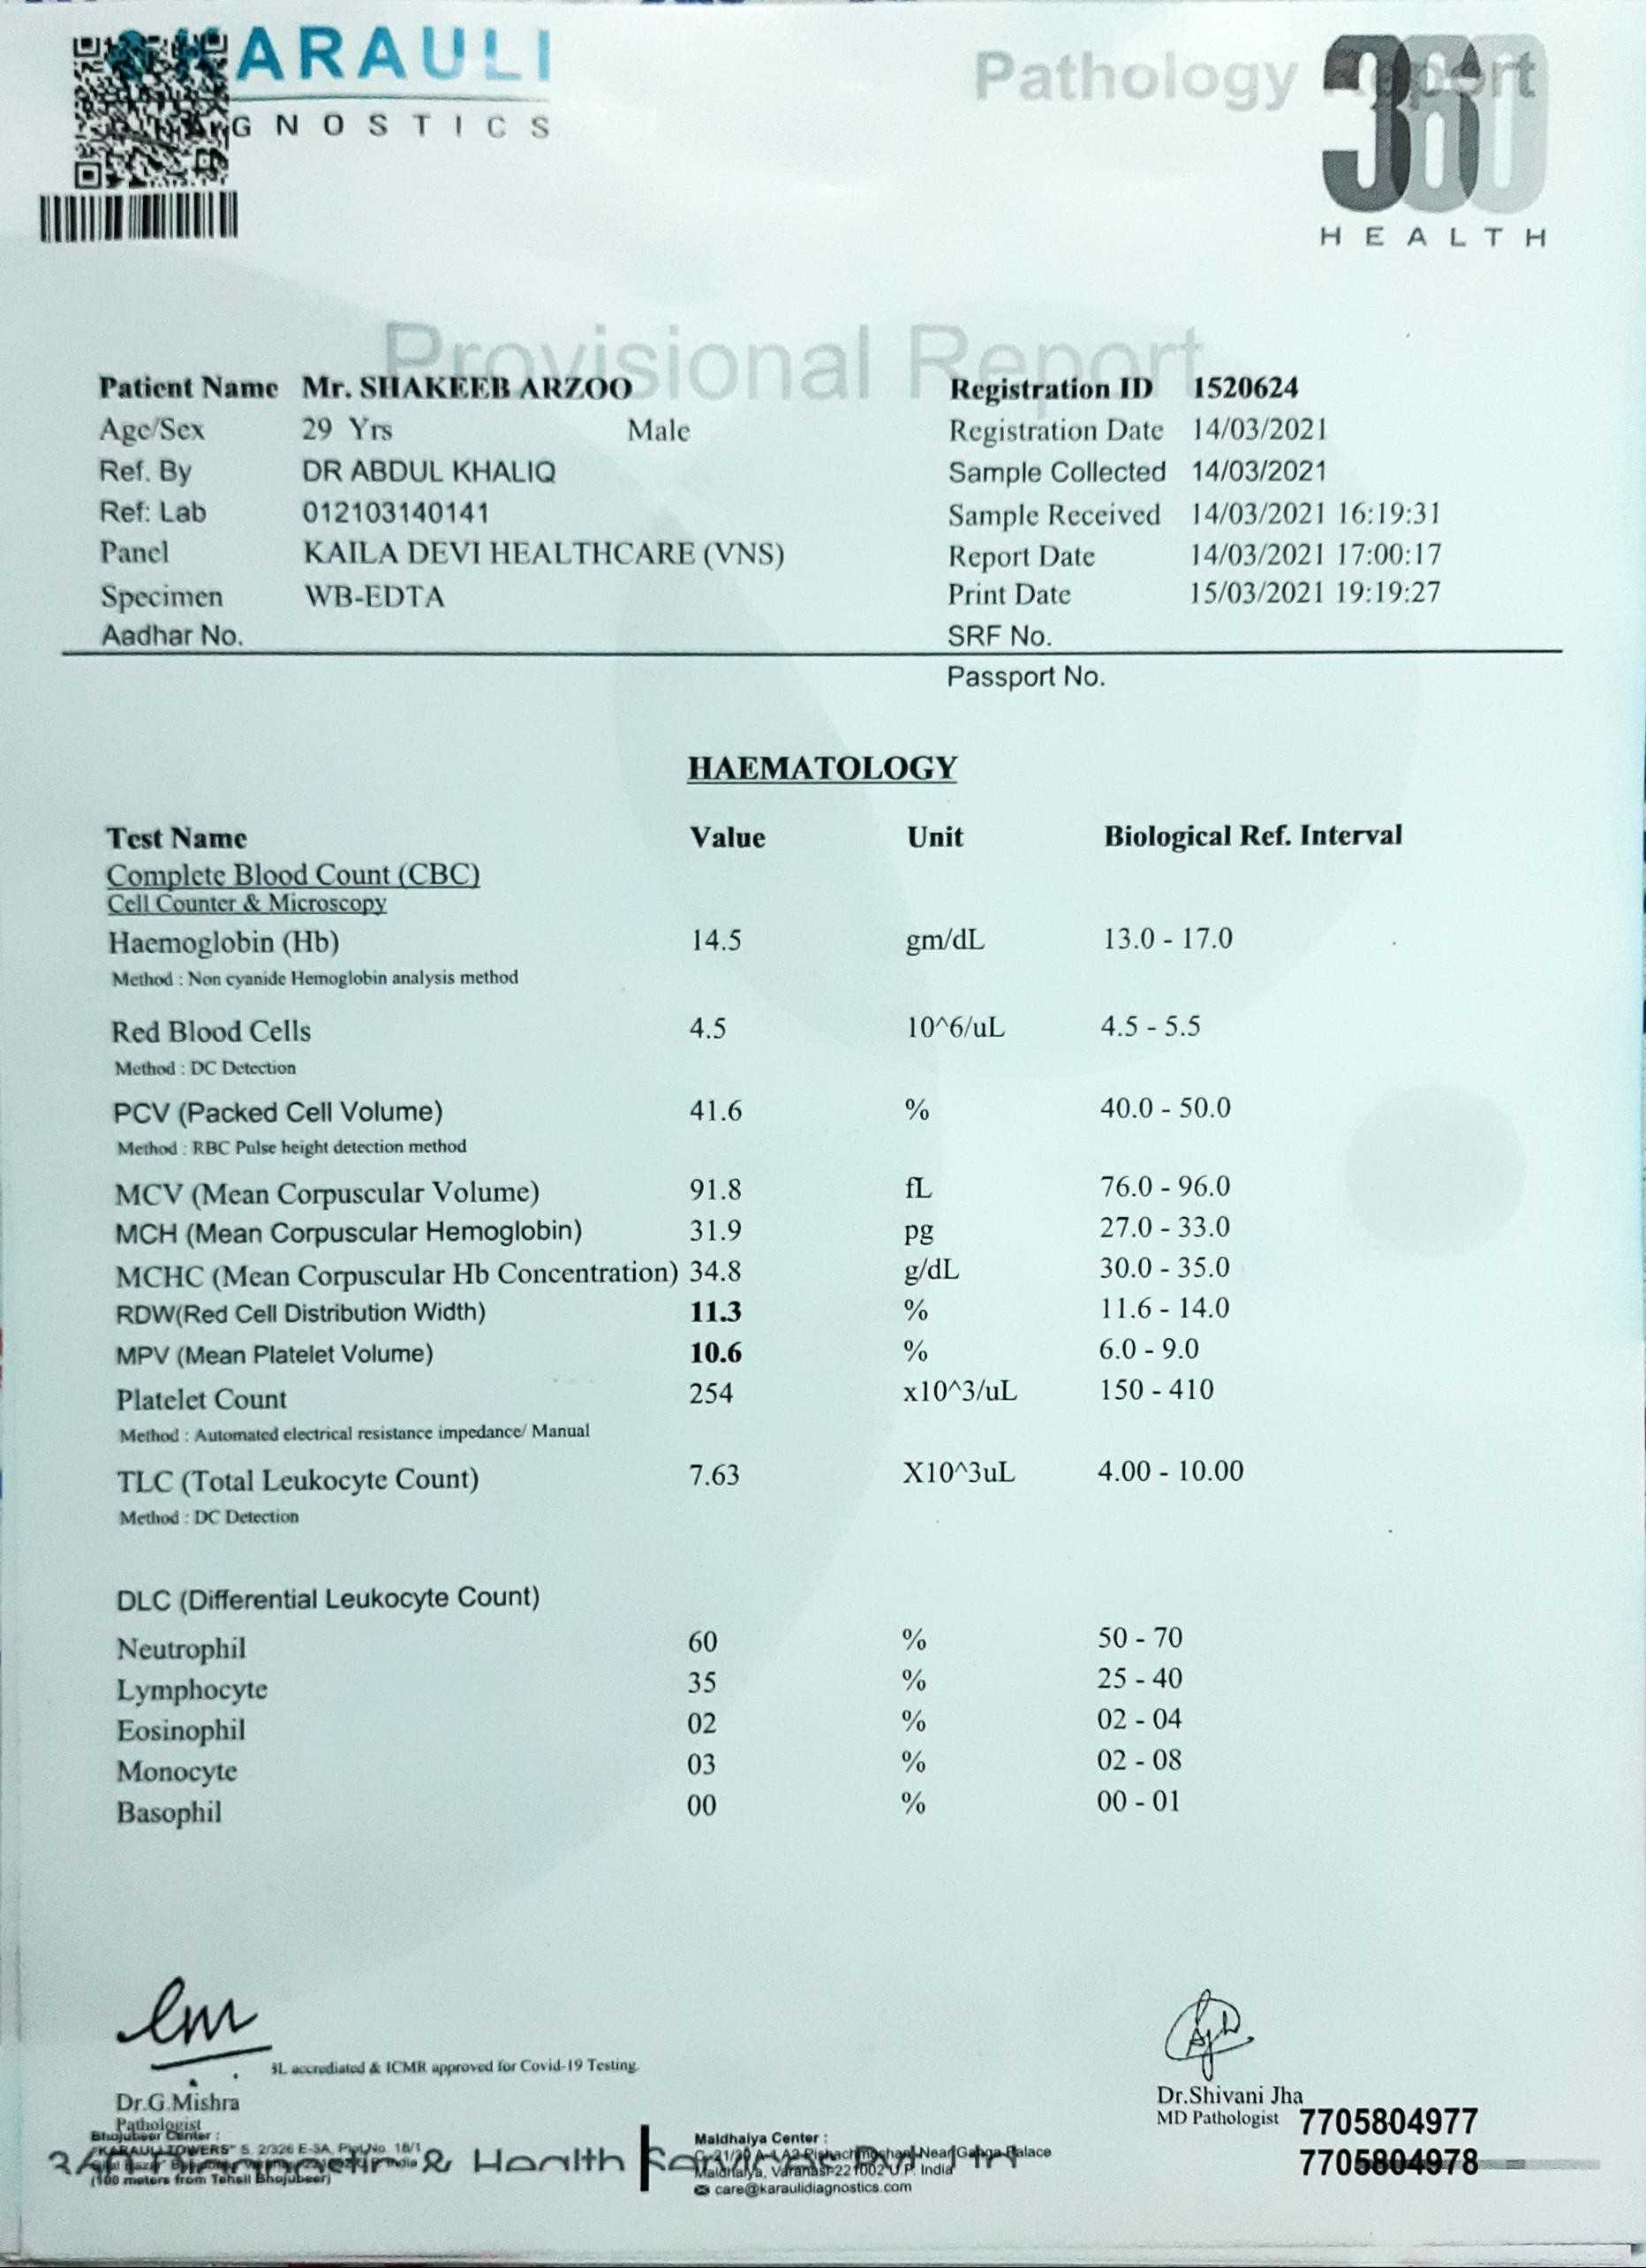 KARAULI
GNOSTICS
Pathology Report
360
HEALTH
Provisional Report
Patient Name Mr. SHAKEEB ARZOO Registration ID 1520624
Age/Sex 29 Yrs Male Registration Date 14/03/2021
Ref. By DR ABDUL KHALIQ Sample Collected 14/03/2021
Ref: Lab 012103140141 Sample Received 14/03/2021 16:19:31
Panel KAILA DEVI HEALTHCARE (VNS) Report Date 14/03/2021 17:00:17
Specimen WB-EDTA Print Date 15/03/2021 19:19:27
Aadhar No. SRF No.
Passport No.
HAEMATOLOGY
Test Name Value Unit Biological Ref. Interval
Complete Blood Count (CBC)
Cell Counter & Microscopy
Haemoglobin (Hb) 14.5 gm/dL 13.0 - 17.0
Method : Non cyanide Hemoglobin analysis method
Red Blood Cells 4.5 10^6/uL 4.5 - 5.5
Method : DC Detection
PCV (Packed Cell Volume) 41.6 % 40.0 - 50.0
Method : RBC Pulse height detection method
MCV (Mean Corpuscular Volume) 91.8 fL 76.0 - 96.0
MCH (Mean Corpuscular Hemoglobin) 31.9 pg 27.0 - 33.0
MCHC (Mean Corpuscular Hb Concentration) 34.8 g/dL 30.0 - 35.0
RDW(Red Cell Distribution Width) 11.3 % 11.6 - 14.0
MPV (Mean Platelet Volume) 10.6 % 6.0 - 9.0
Platelet Count 254 x10^3/uL 150 - 410
Method : Automated electrical resistance impedance/ Manual
TLC (Total Leukocyte Count) 7.63 X10^3uL 4.00 - 10.00
Method : DC Detection
DLC (Differential Leukocyte Count)
Neutrophil 60 % 50 - 70
Lymphocyte 35 % 25 - 40
Eosinophil 02 % 02 - 04
Monocyte 03 % 02 - 08
Basophil 00 % 00 - 01
3L accrediated & ICMR approved for Covid-19 Testing.
Dr.G.Mishra
Pathologist
Dr.Shivani Jha
MD Pathologist 7705804977
7705804978
Bhojubeer Center :
"KARAULI TOWERS" S. 2/326 E-3A, Plot No. 18/1
(100 meters from Tehsil Bhojubeer)
& Health Services Pvt
Maldhaiya Center :
Near Ganga Palace
Maldhaiya, Varanasi-221002 U.P. India
care@karaulidiagnostics.com